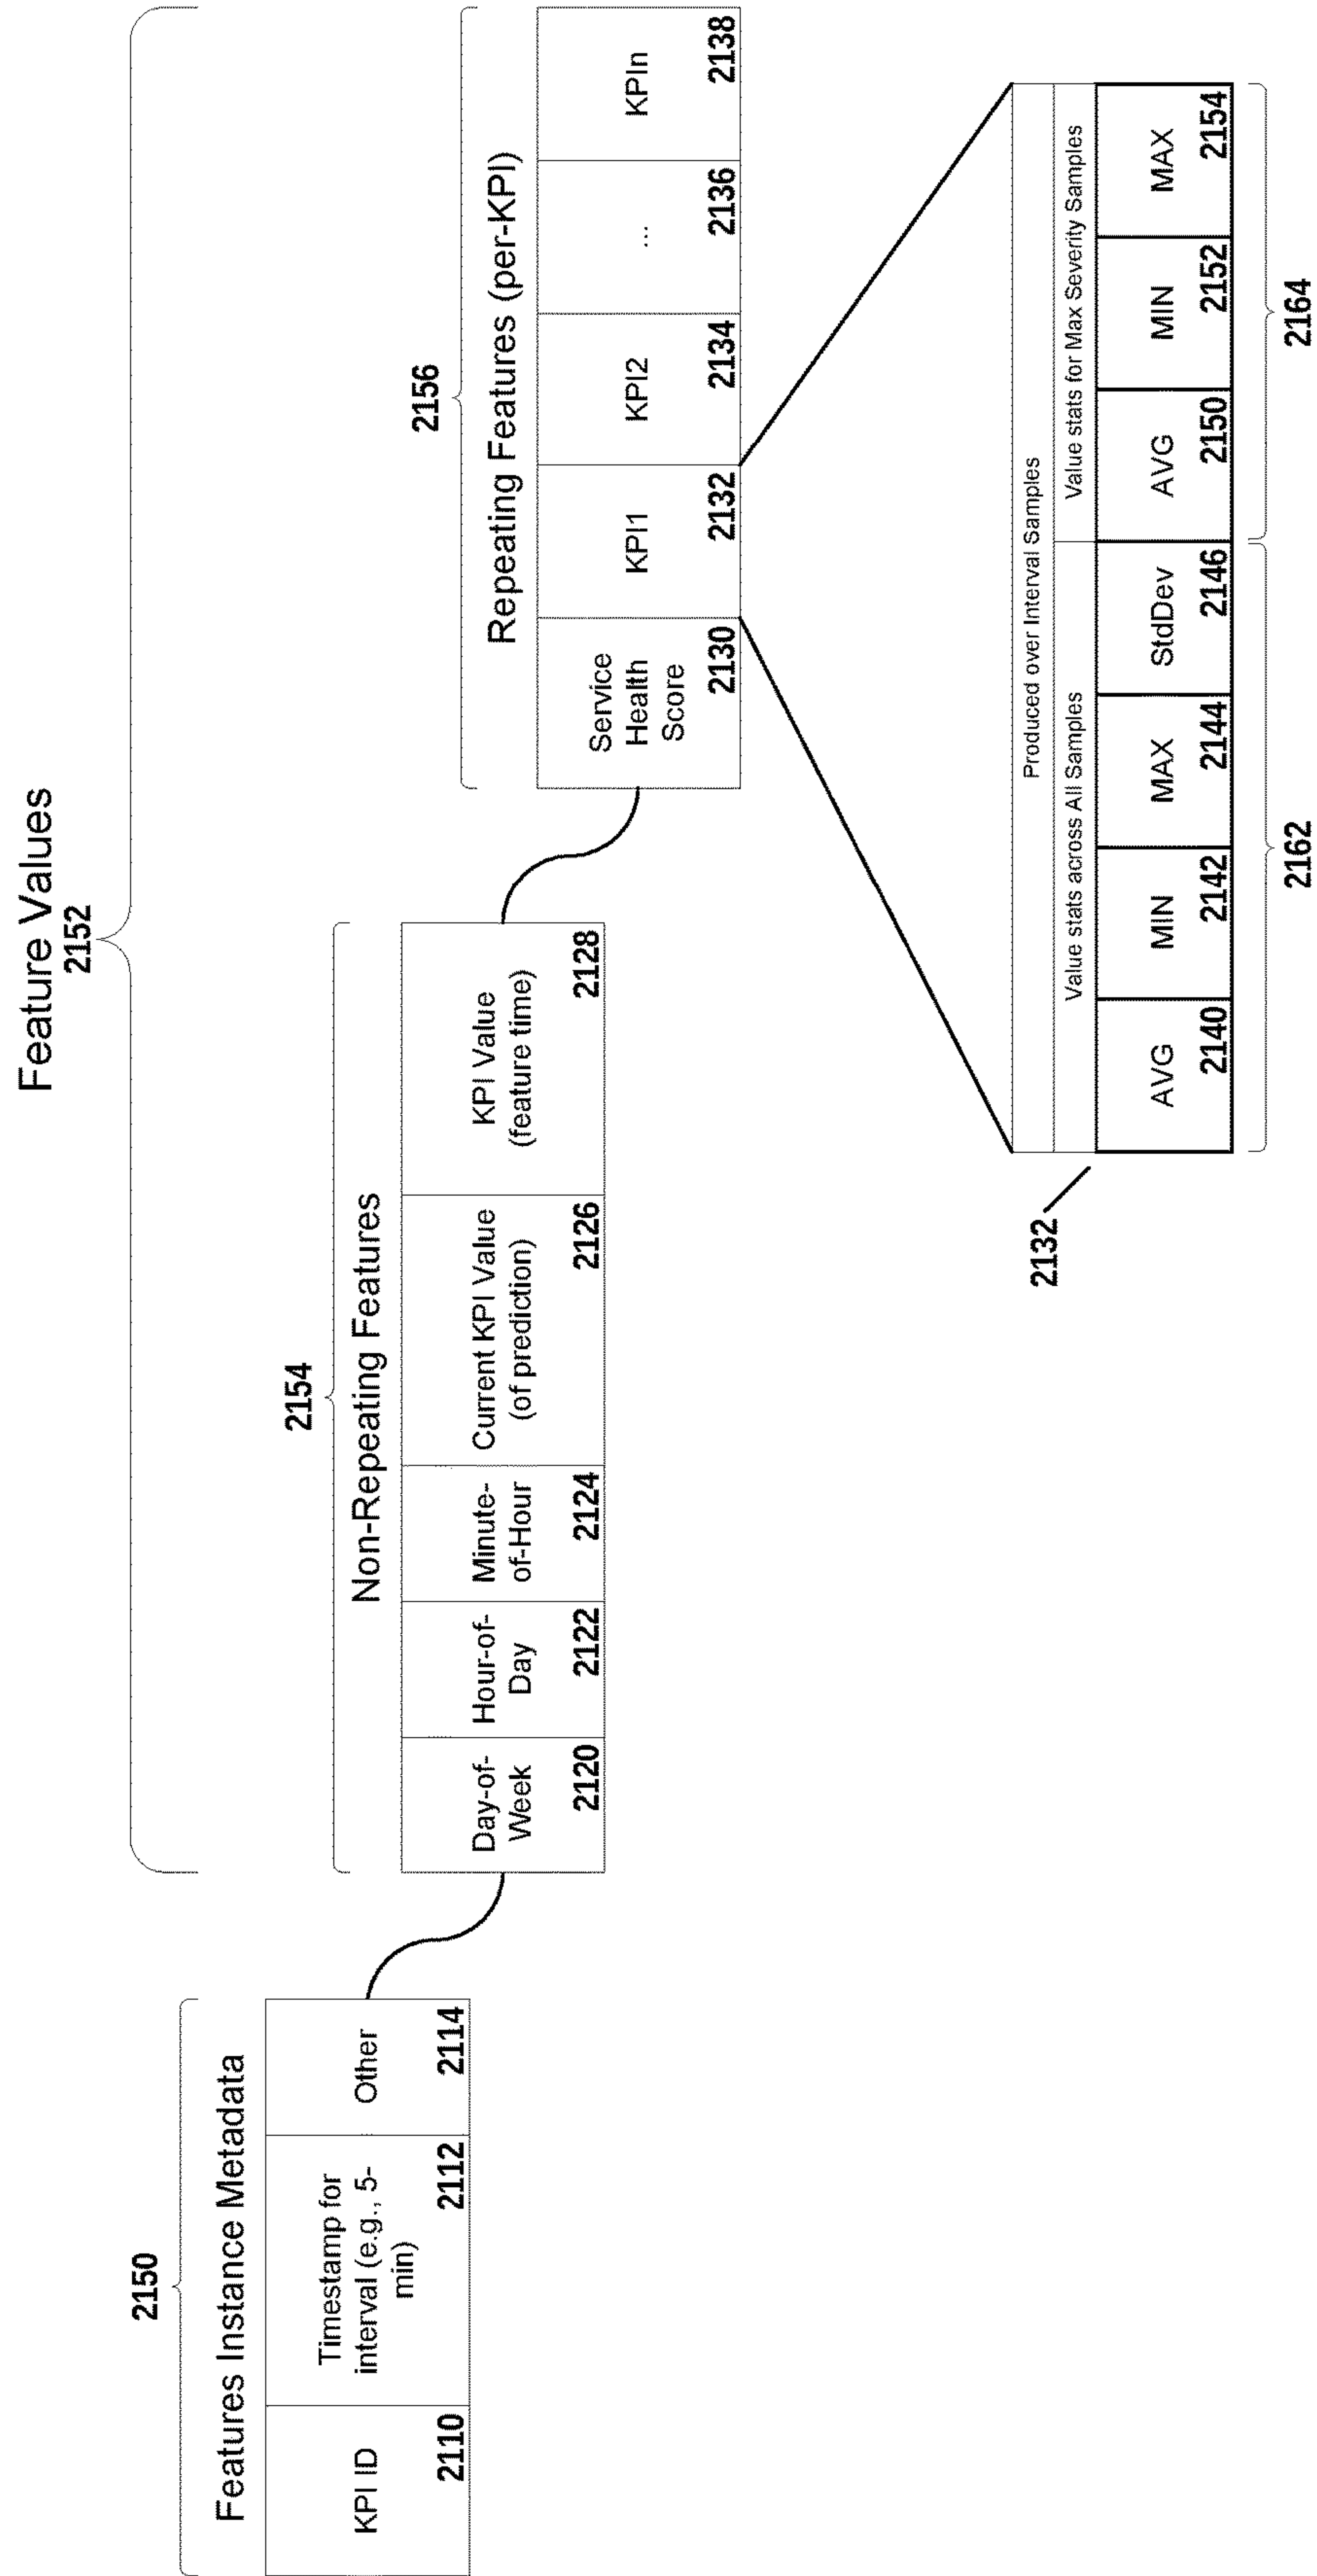 Feature Values
2152
2150
Features Instance Metadata
KPI ID
2110
Timestamp for
interval (e.g., 5-
min)
2112
Other
2114
2154
Non-Repeating Features
Day-of-
Week
2120
Hour-of-
Day
2122
Minute-
of-Hour
2124
Current KPI Value
(of prediction)
2126
KPI Value
(feature time)
2128
2156
Repeating Features (per-KPI)
Service
Health
Score
2130
KPI1
2132
KPI2
2134
...
2136
KPIn
2138
2132
Produced over Interval Samples
Value stats across All Samples
Value stats for Max Severity Samples
AVG
2140
MIN
2142
MAX
2144
StdDev
2146
AVG
2150
MIN
2152
MAX
2154
2162
2164